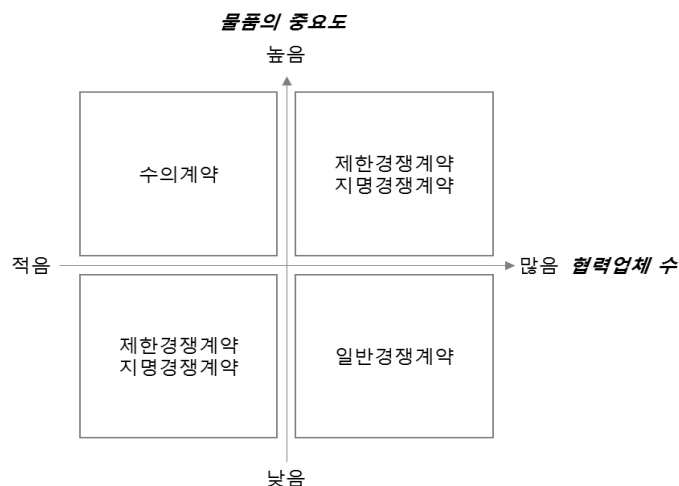 물품의 중요도
높음
수의계약
제한경쟁계약
지명경쟁계약
적음
많음 협력업체 수
제한경쟁계약
지명경쟁계약
일반경쟁계약
낮음